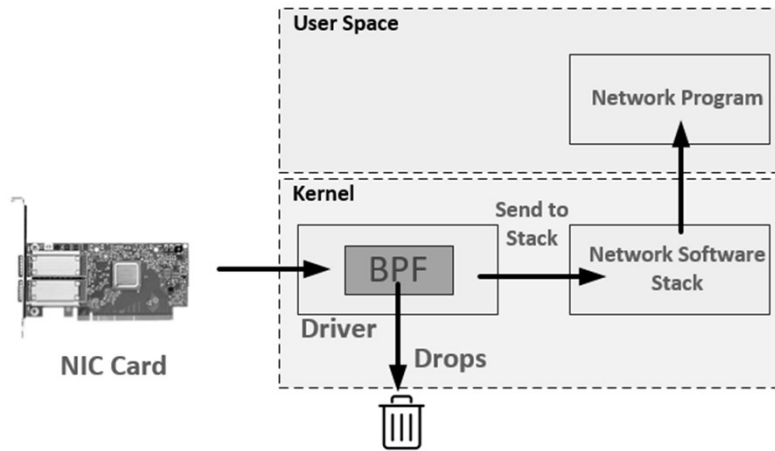 User Space
Network Program
Kernel
Send to
Stack
BPF
Network Software
Stack
Driver
Drops
NIC Card